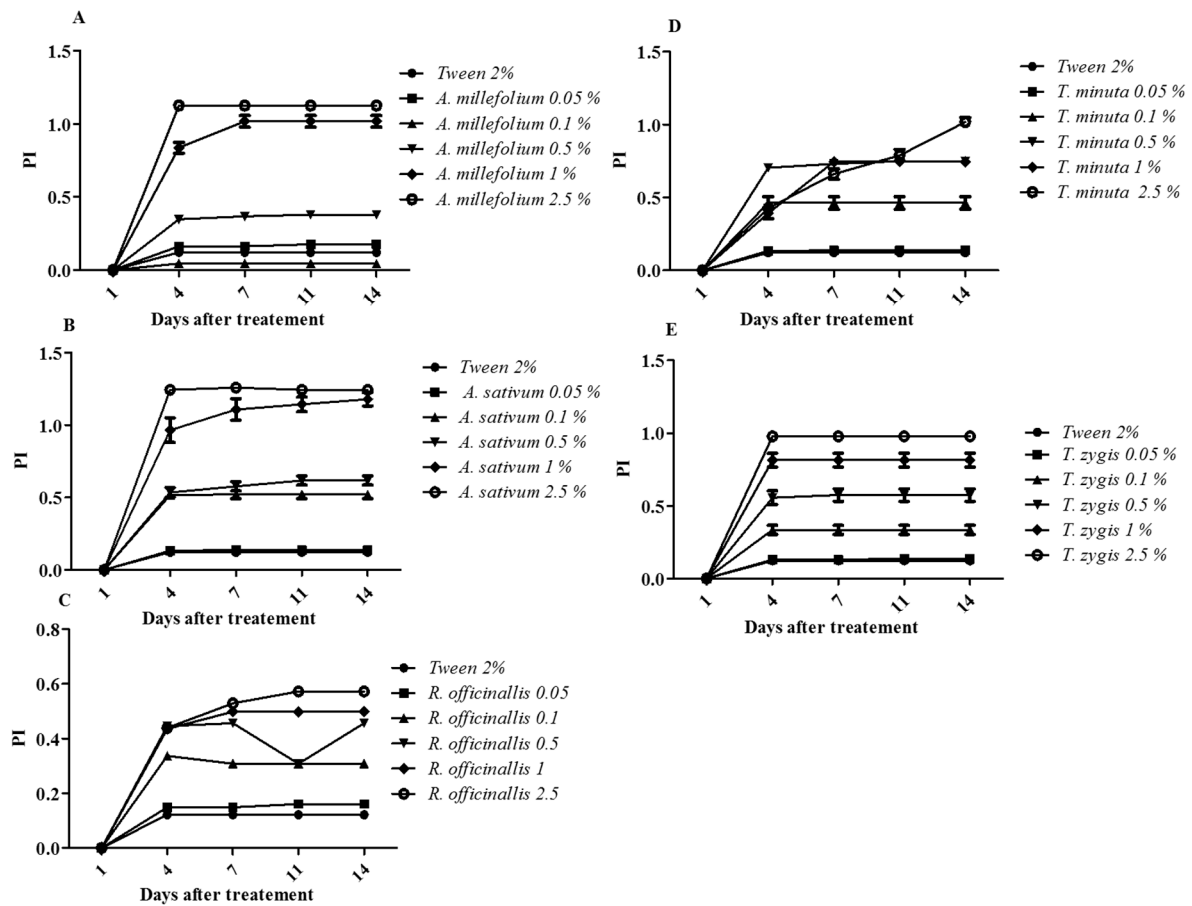 A
PI
1.5
1.0
0.5
0.0
1
4
7
11
14
Days after treatement
Tween 2%
A. millefolium 0.05 %
A. millefolium 0.1 %
A. millefolium 0.5 %
A. millefolium 1 %
A. millefolium 2.5 %
B
PI
1.5
1.0
0.5
0.0
1
4
7
11
14
Days after treatement
Tween 2%
A. sativum 0.05 %
A. sativum 0.1 %
A. sativum 0.5 %
A. sativum 1 %
A. sativum 2.5 %
C
PI
0.8
0.6
0.4
0.2
0.0
1
4
7
11
14
Days after treatement
Tween 2%
R. officinallis 0.05
R. officinallis 0.1
R. officinallis 0.5
R. officinallis 1
R. officinallis 2.5
D
PI
1.5
1.0
0.5
0.0
1
4
7
11
14
Days after treatement
Tween 2%
T. minuta 0.05 %
T. minuta 0.1 %
T. minuta 0.5 %
T. minuta 1 %
T. minuta 2.5 %
E
PI
1.5
1.0
0.5
0.0
1
4
7
11
14
Days after treatement
Tween 2%
T. zygis 0.05 %
T. zygis 0.1 %
T. zygis 0.5 %
T. zygis 1 %
T. zygis 2.5 %